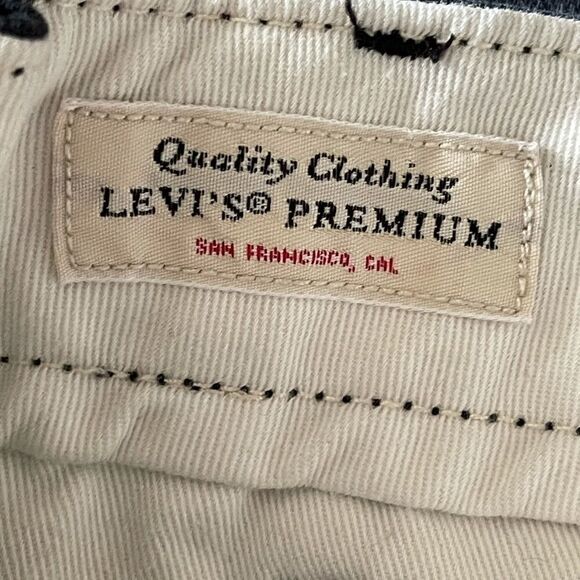 Quality Clothing
LEVI'S® PREMIUM
SAN FRANCISCO, CAL